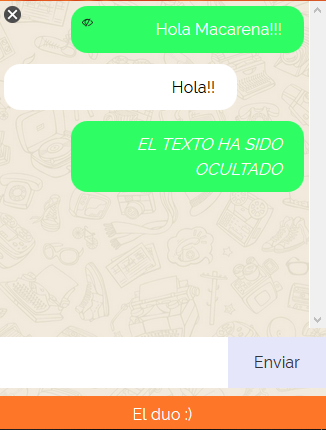 Hola Macarena!!!
Hola!!
EL TEXTO HA SIDO
OCULTADO
Enviar
El duo :)